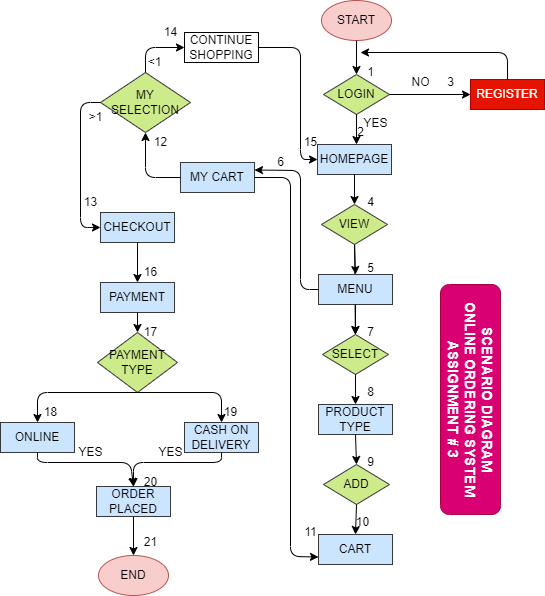 START
14
CONTINUE
SHOPPING
<1
1
NO
3
MY
SELECTION
LOGIN
REGISTER
>1
YES
2
12
15
6
HOMEPAGE
MY CART
13
4
CHECKOUT
VIEW
16
5
PAYMENT
MENU
17
7
PAYMENT
TYPE
SELECT
8
18
19
PRODUCT
TYPE
ONLINE
CASH ON
DELIVERY
YES
YES
9
20
ADD
ORDER
PLACED
10
11
21
CART
END
SCENARIO DIAGRAM
ONLINE ORDERING SYSTEM
ASSIGNMENT # 3